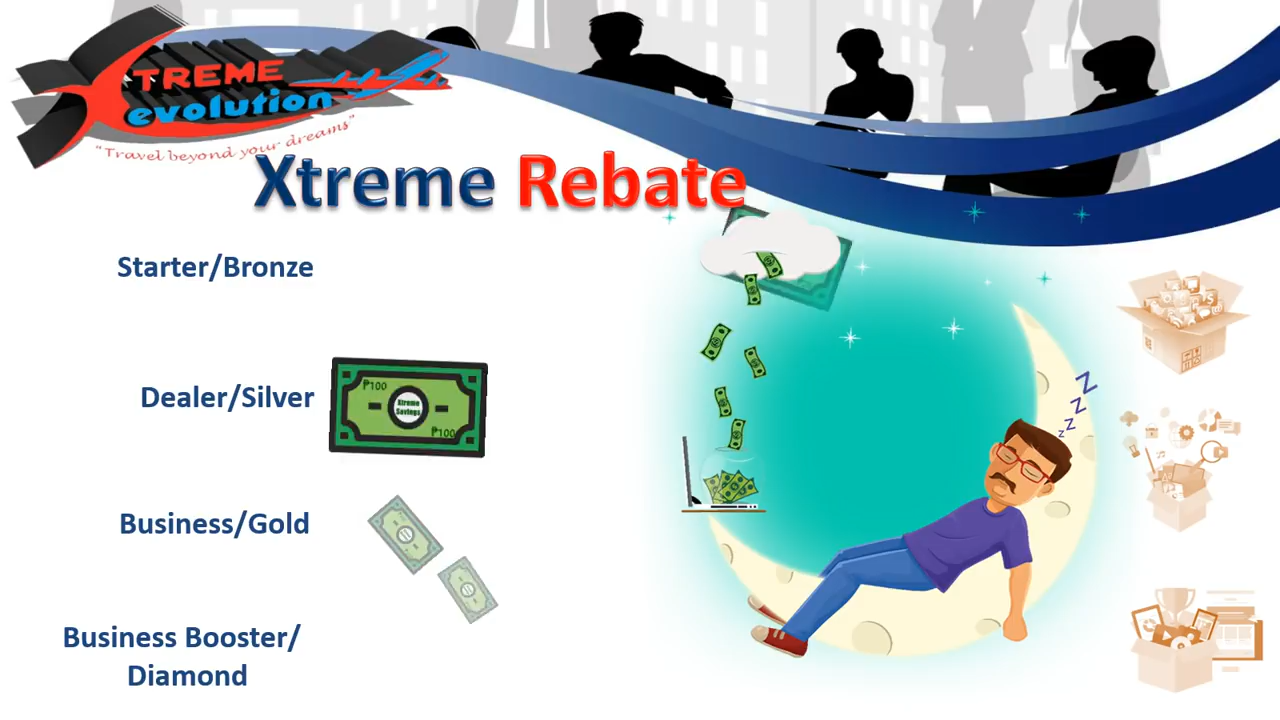 XTREME
evolution
"Travel beyond your dreams"
Xtreme Rebate
Starter/Bronze
Dealer/Silver
₱100
Xtreme
Savings
₱100
Business/Gold
Business Booster/
Diamond
z z Z Z